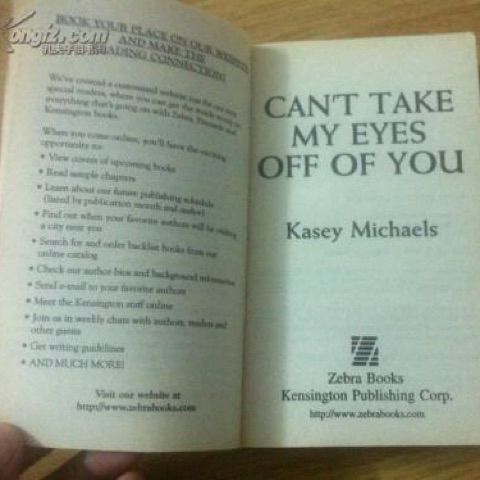 BOOK YOUR PLACE ON OUR WEBSITE
AND MAKE THE
READING CONNECTION!
We've created a customized website just for our very
special readers, where you can get the inside scoop on
everything that's going on with Zebra, Pinnacle and
Kensington books.
When you come online, you'll have the exciting
opportunity to:
• View covers of upcoming books
• Read sample chapters
• Learn about our future publishing schedule
(listed by publication month and author)
• Find out when your favorite authors will be visiting
a city near you
• Search for and order backlist books from our
online catalog
• Check out author bios and background information
• Send e-mail to your favorite authors
• Meet the Kensington staff online
• Join us in weekly chats with authors, readers and
other guests
• Get writing guidelines
• AND MUCH MORE!
Visit our website at
http://www.zebrabooks.com
CAN'T TAKE
MY EYES
OFF OF YOU
Kasey Michaels
Zebra Books
Kensington Publishing Corp.
http://www.zebrabooks.com